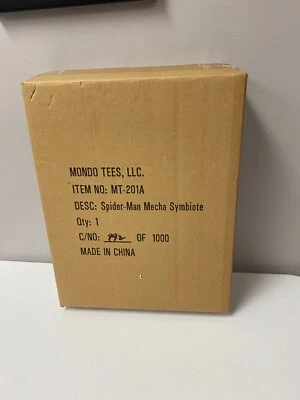 MONDO TEES, LLC.
ITEM NO: MT-201A
DESC: Spider-Man Mecha Symbiote
Qty: 1
C/NO: 892 OF 1000
MADE IN CHINA